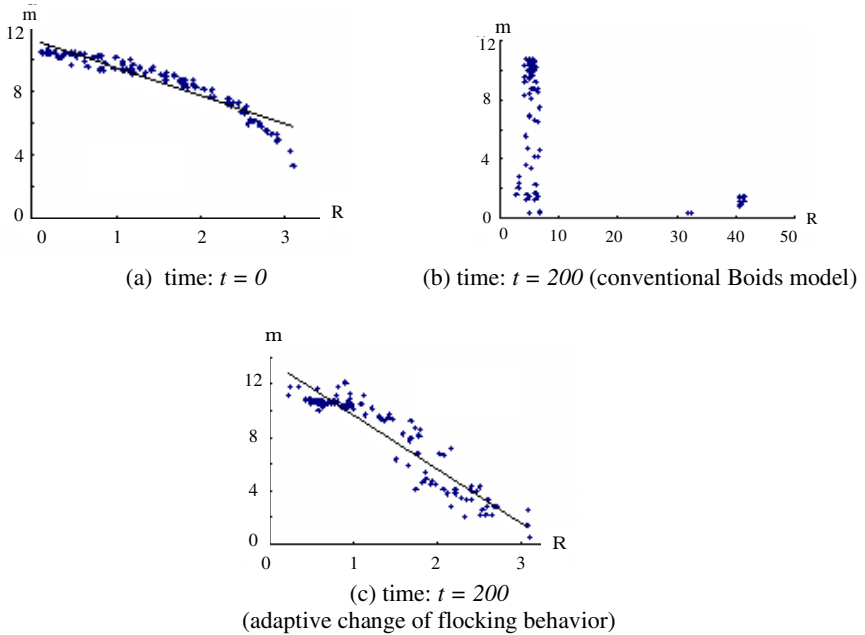 m
12
8
4
0
R
0 1 2 3
(a) time: t = 0
m
12
8
4
0
R
0 10 20 30 40 50
(b) time: t = 200 (conventional Boids model)
m
12
8
4
0
R
0 1 2 3
(c) time: t = 200
(adaptive change of flocking behavior)